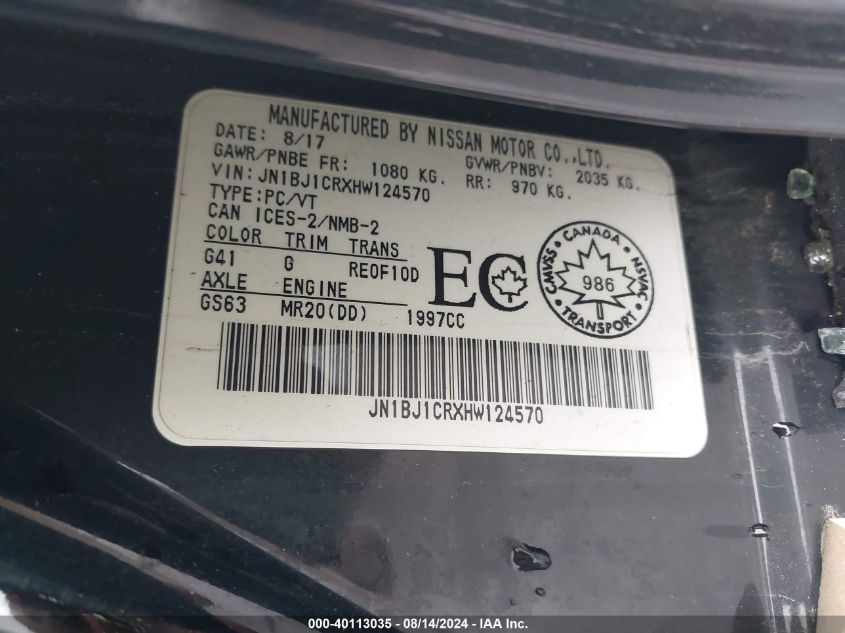 MANUFACTURED BY NISSAN MOTOR CO.,LTD.
DATE: 8/17 GVWR/PNBV: 2035 KG.
GAWR/PNBE FR: 1080 KG. RR: 970 KG.
VIN: JN1BJ1CRXHW124570
TYPE:PC/VT
CAN ICES-2/NMB-2
COLOR TRIM TRANS
G41 G RE0F10D
AXLE ENGINE
GS63 MR20(DD) 1997CC
EC
CANADA
CMVSS NSVAC
986
TRANSPORT
JN1BJ1CRXHW124570
000-40113035 - 08/14/2024 - IAA Inc.